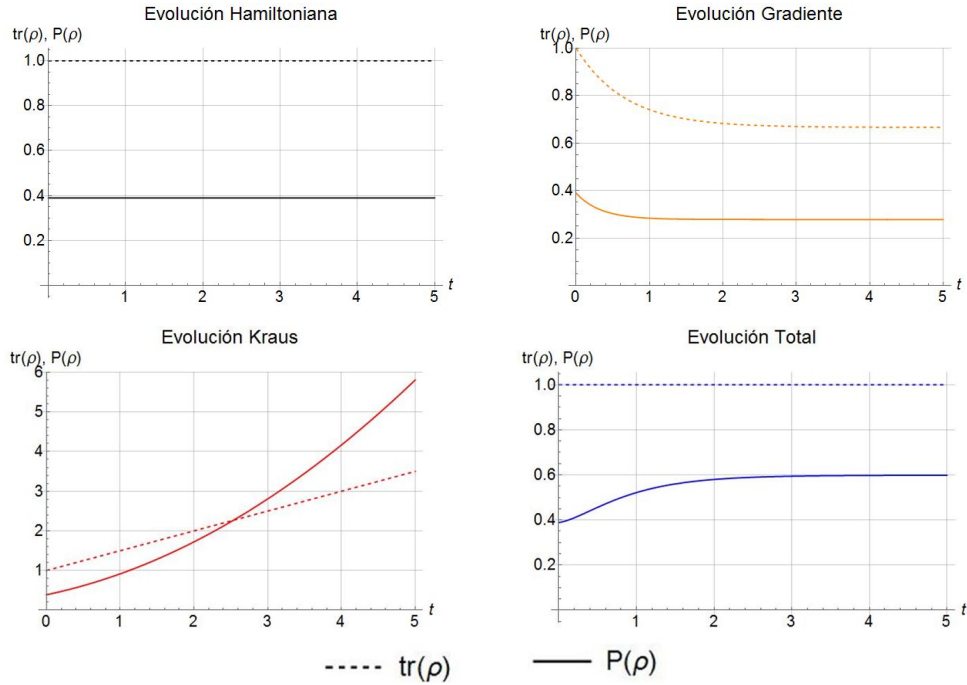 Evolución Hamiltoniana
tr(ρ), P(ρ)
1.0
0.8
0.6
0.4
0.2
1 2 3 4 5 t
Evolución Gradiente
tr(ρ), P(ρ)
1.0
0.8
0.6
0.4
0.2
0 1 2 3 4 5 t
Evolución Kraus
tr(ρ), P(ρ)
6
5
4
3
2
1
0 1 2 3 4 5 t
Evolución Total
tr(ρ), P(ρ)
1.0
0.8
0.6
0.4
0.2
0 1 2 3 4 5 t
tr(ρ) P(ρ)